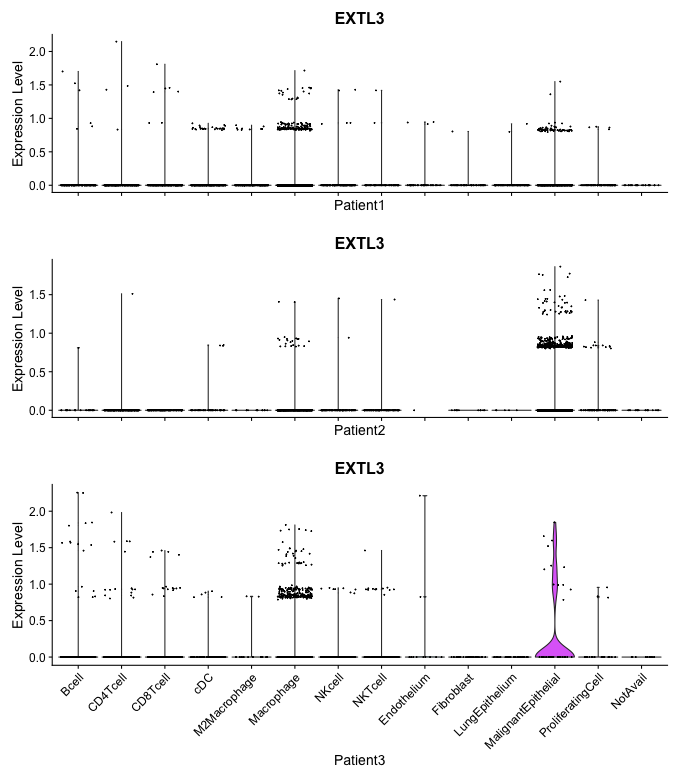 EXTL3
Expression Level
2.0
1.5
1.0
0.5
0.0
Patient1
EXTL3
Expression Level
1.5
1.0
0.5
0.0
Patient2
EXTL3
Expression Level
2.0
1.5
1.0
0.5
0.0
Bcell
CD4Tcell
CD8Tcell
cDC
M2Macrophage
Macrophage
NKcell
NKTcell
Endothelium
Fibroblast
LungEpithelium
MalignantEpithelial
ProliferatingCell
NotAvail
Patient3